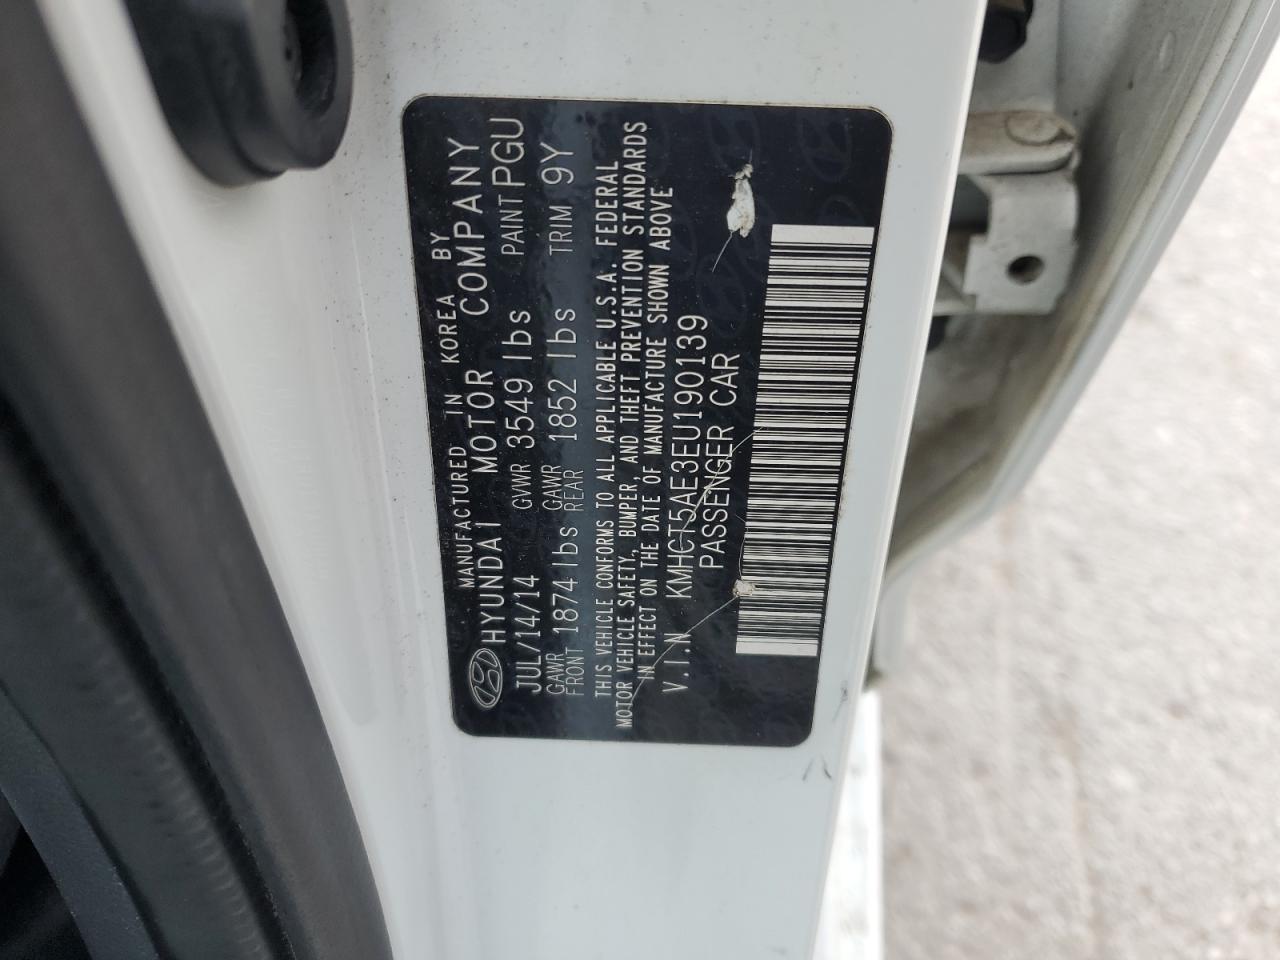 MANUFACTURED IN KOREA BY
HYUNDAI MOTOR COMPANY
JUL/14/14 GVWR 3549 lbs PAINT PGU
GAWR FRONT 1874 lbs GAWR REAR 1852 lbs TRIM 9Y
THIS VEHICLE CONFORMS TO ALL APPLICABLE U.S.A. FEDERAL
MOTOR VEHICLE SAFETY, BUMPER, AND THEFT PREVENTION STANDARDS
IN EFFECT ON THE DATE OF MANUFACTURE SHOWN ABOVE
V.I.N KMHCT5AE3EU190139
PASSENGER CAR